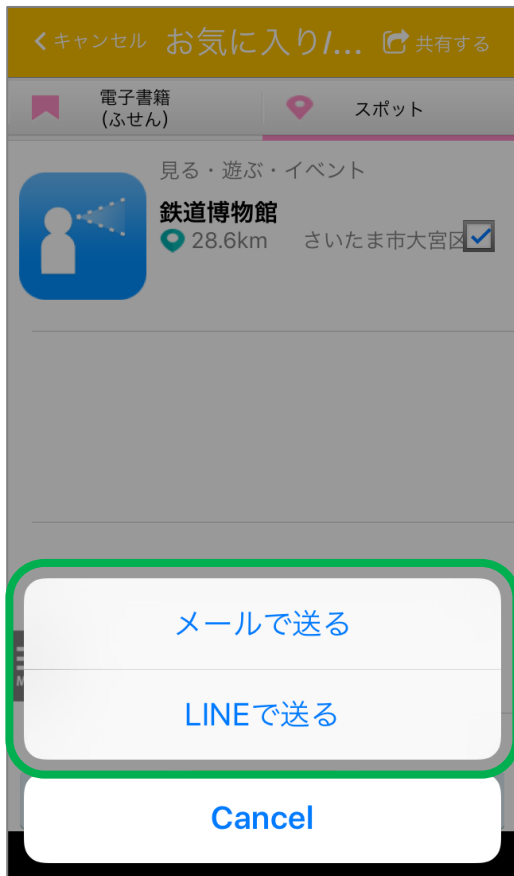 キャンセル お気に入り/... 共有する
電子書籍
(ふせん)
スポット
見る・遊ぶ・イベント
鉄道博物館
28.6km さいたま市大宮区
メールで送る
LINEで送る
M
Cancel